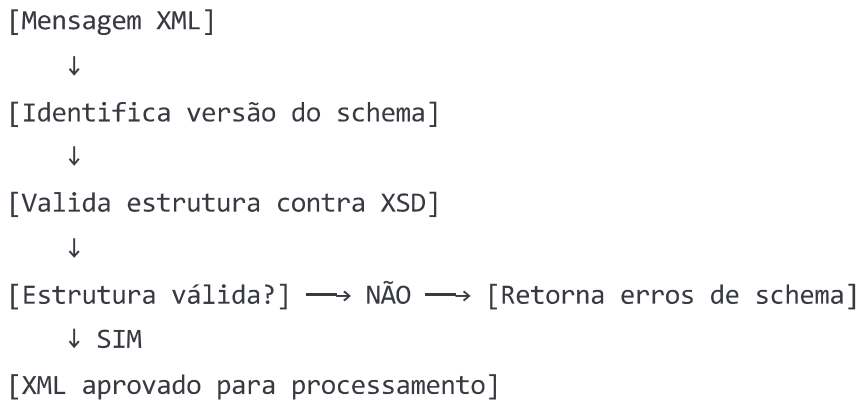 [Mensagem XML]
↓
[Identifica versão do schema]
↓
[Valida estrutura contra XSD]
↓
[Estrutura válida?] ──→ NÃO ──→ [Retorna erros de schema]
↓ SIM
[XML aprovado para processamento]